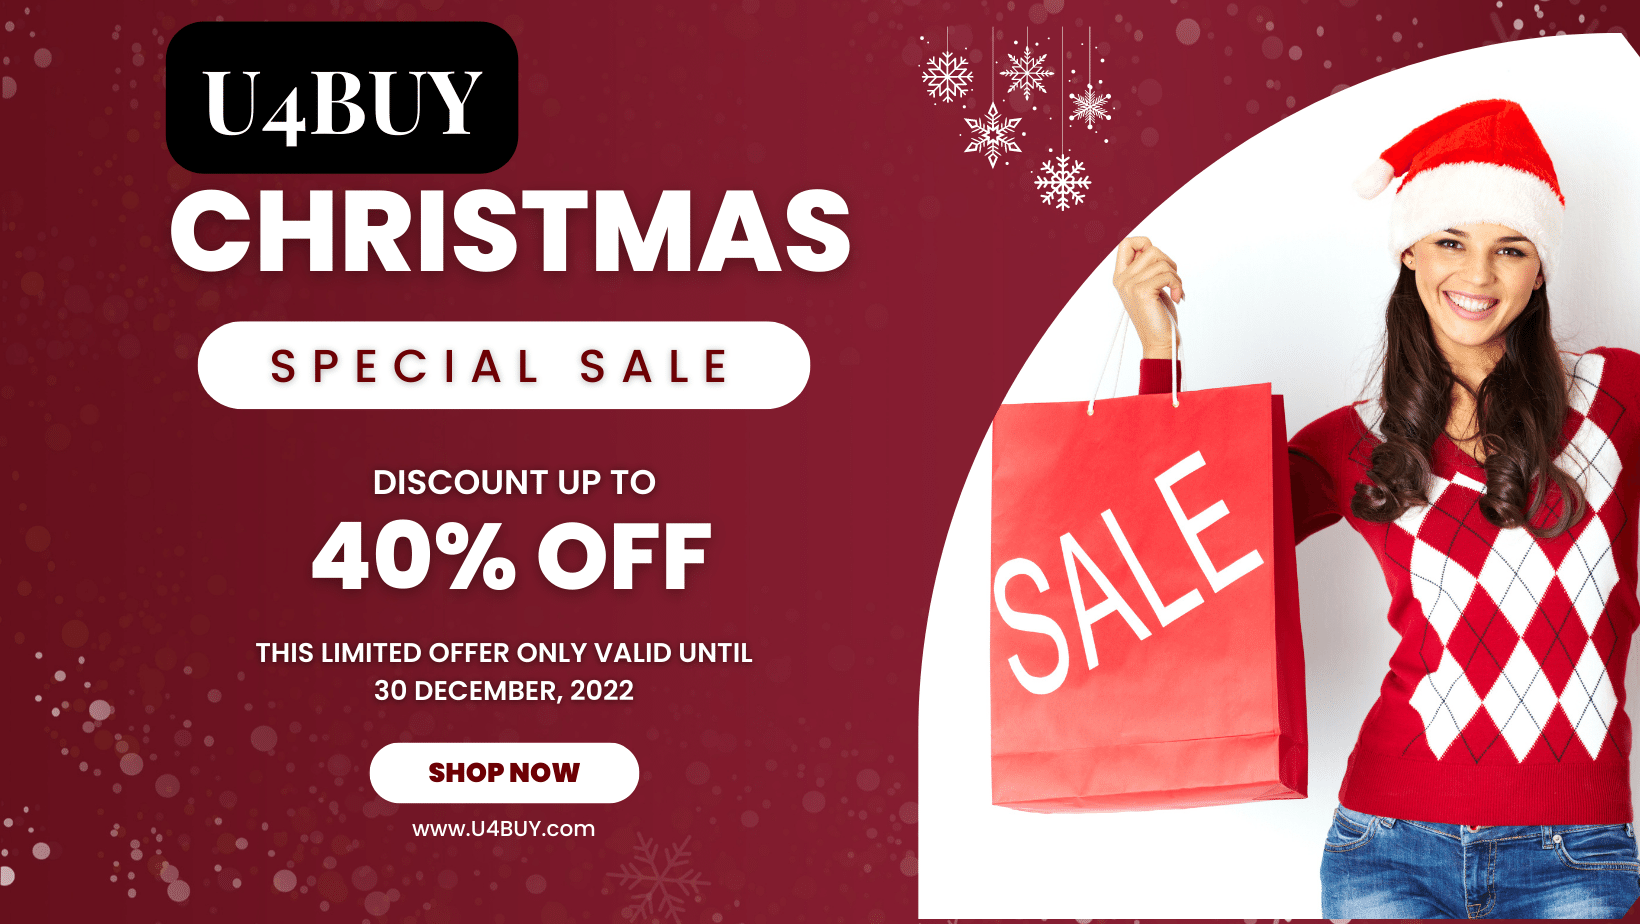 U4BUY
CHRISTMAS
SPECIAL SALE
DISCOUNT UP TO
40% OFF
THIS LIMITED OFFER ONLY VALID UNTIL
30 DECEMBER, 2022
SHOP NOW
www.U4BUY.com
SALE